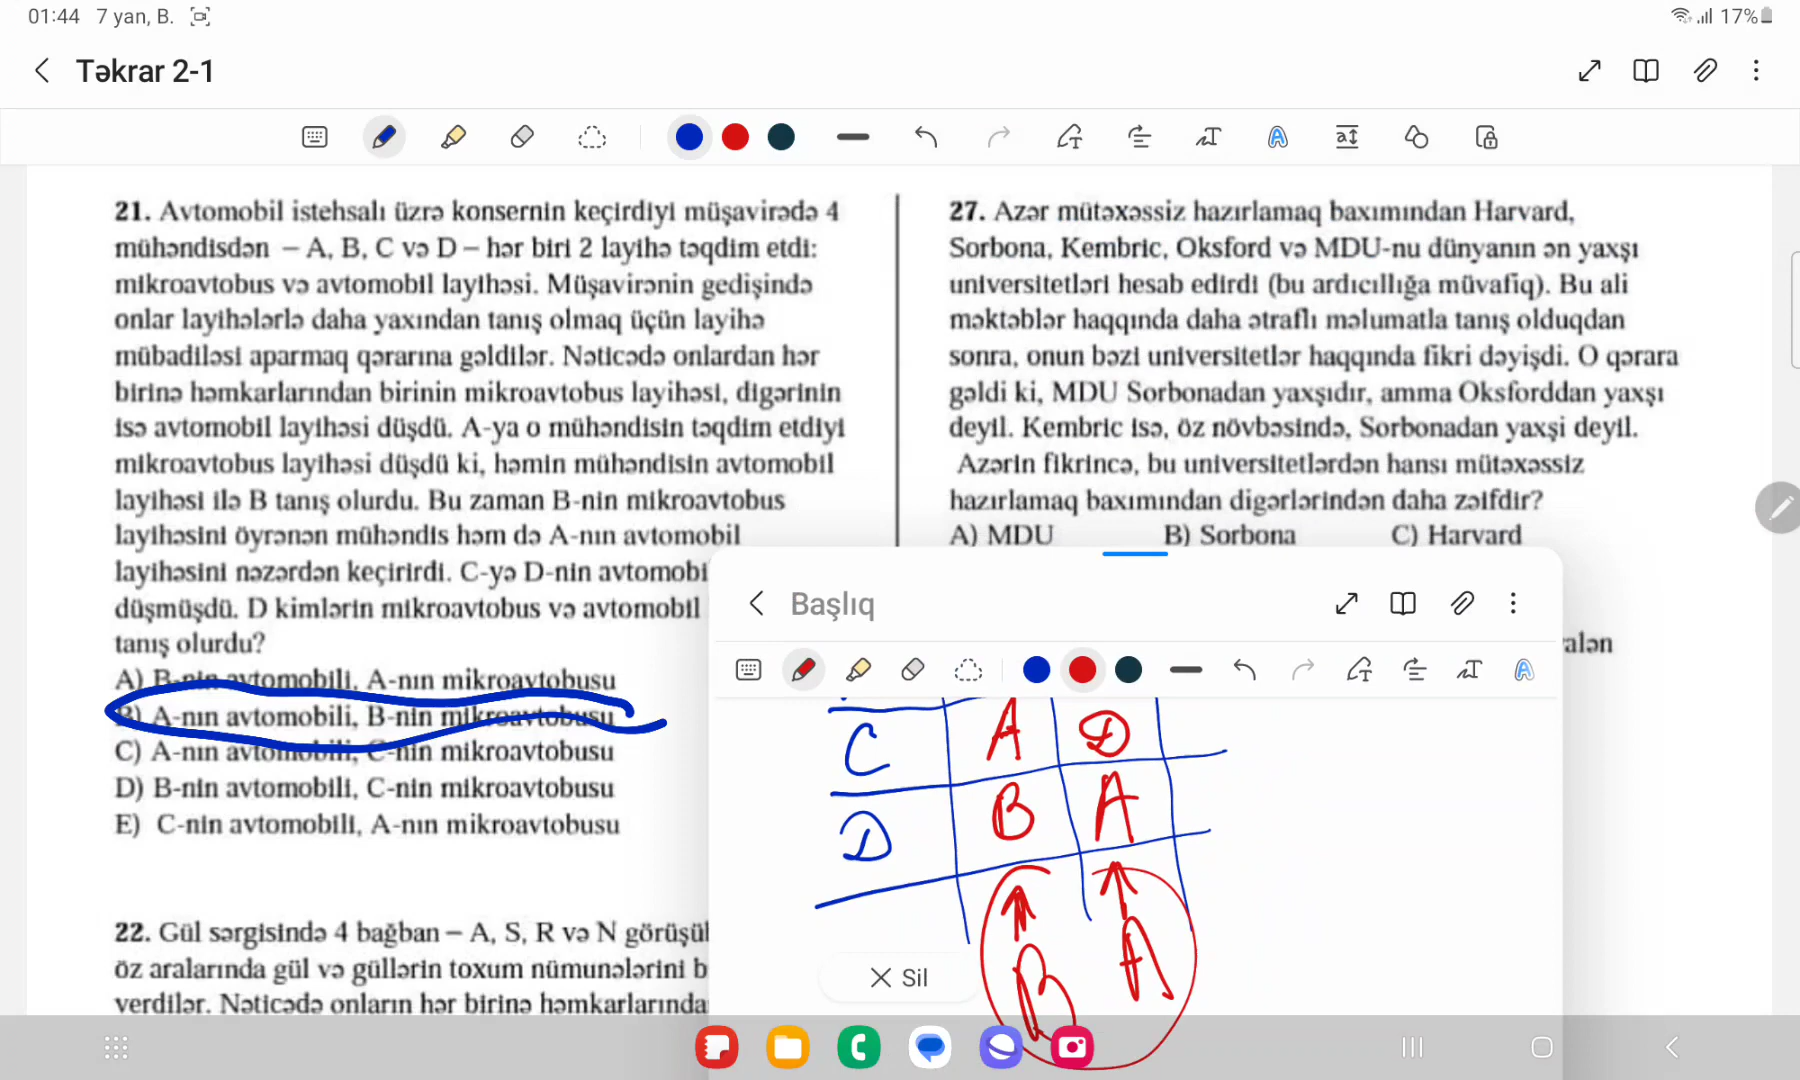 01:44 7 yan, B. 17%
Təkrar 2-1
21. Avtomobil istehsalı üzrə konsernin keçirdiyi müşavirədə 4
mühəndisdən – A, B, C və D – hər biri 2 layihə təqdim etdi:
mikroavtobus və avtomobil layihəsi. Müşavirənin gedişində
onlar layihələrlə daha yaxından tanış olmaq üçün layihə
mübadiləsi aparmaq qərarına gəldilər. Nəticədə onlardan hər
birinə həmkarlarından birinin mikroavtobus layihəsi, digərinin
isə avtomobil layihəsi düşdü. A-ya o mühəndisin təqdim etdiyi
mikroavtobus layihəsi düşdü ki, həmin mühəndisin avtomobil
layihəsi ilə B tanış olurdu. Bu zaman B-nin mikroavtobus
layihəsini öyrənən mühəndis həm də A-nın avtomobil
layihəsini nəzərdən keçirirdi. C-yə D-nin avtomobi
düşmüşdü. D kimlərin mikroavtobus və avtomobil
tanış olurdu?
A) B-nin avtomobili, A-nın mikroavtobusu
B) A-nın avtomobili, B-nin mikroavtobusu
C) A-nın avtomobili, C-nin mikroavtobusu
D) B-nin avtomobili, C-nin mikroavtobusu
E) C-nin avtomobili, A-nın mikroavtobusu
22. Gül sərgisində 4 bağban – A, S, R və N görüşül
öz aralarında gül və güllərin toxum nümunələrini b
verdilər. Nəticədə onların hər birinə həmkarlarında
27. Azər mütəxəssiz hazırlamaq baxımından Harvard,
Sorbona, Kembric, Oksford və MDU-nu dünyanın ən yaxşı
universitetləri hesab edirdi (bu ardıcıllığa müvafiq). Bu ali
məktəblər haqqında daha ətraflı məlumatla tanış olduqdan
sonra, onun bəzi universitetlər haqqında fikri dəyişdi. O qərara
gəldi ki, MDU Sorbonadan yaxşıdır, amma Oksforddan yaxşı
deyil. Kembric isə, öz növbəsində, Sorbonadan yaxşi deyil.
Azərin fikrincə, bu universitetlərdən hansı mütəxəssiz
hazırlamaq baxımından digərlərindən daha zəifdir?
A) MDU B) Sorbona C) Harvard
alən
Başlıq
C A D
D B A
B A
Sil